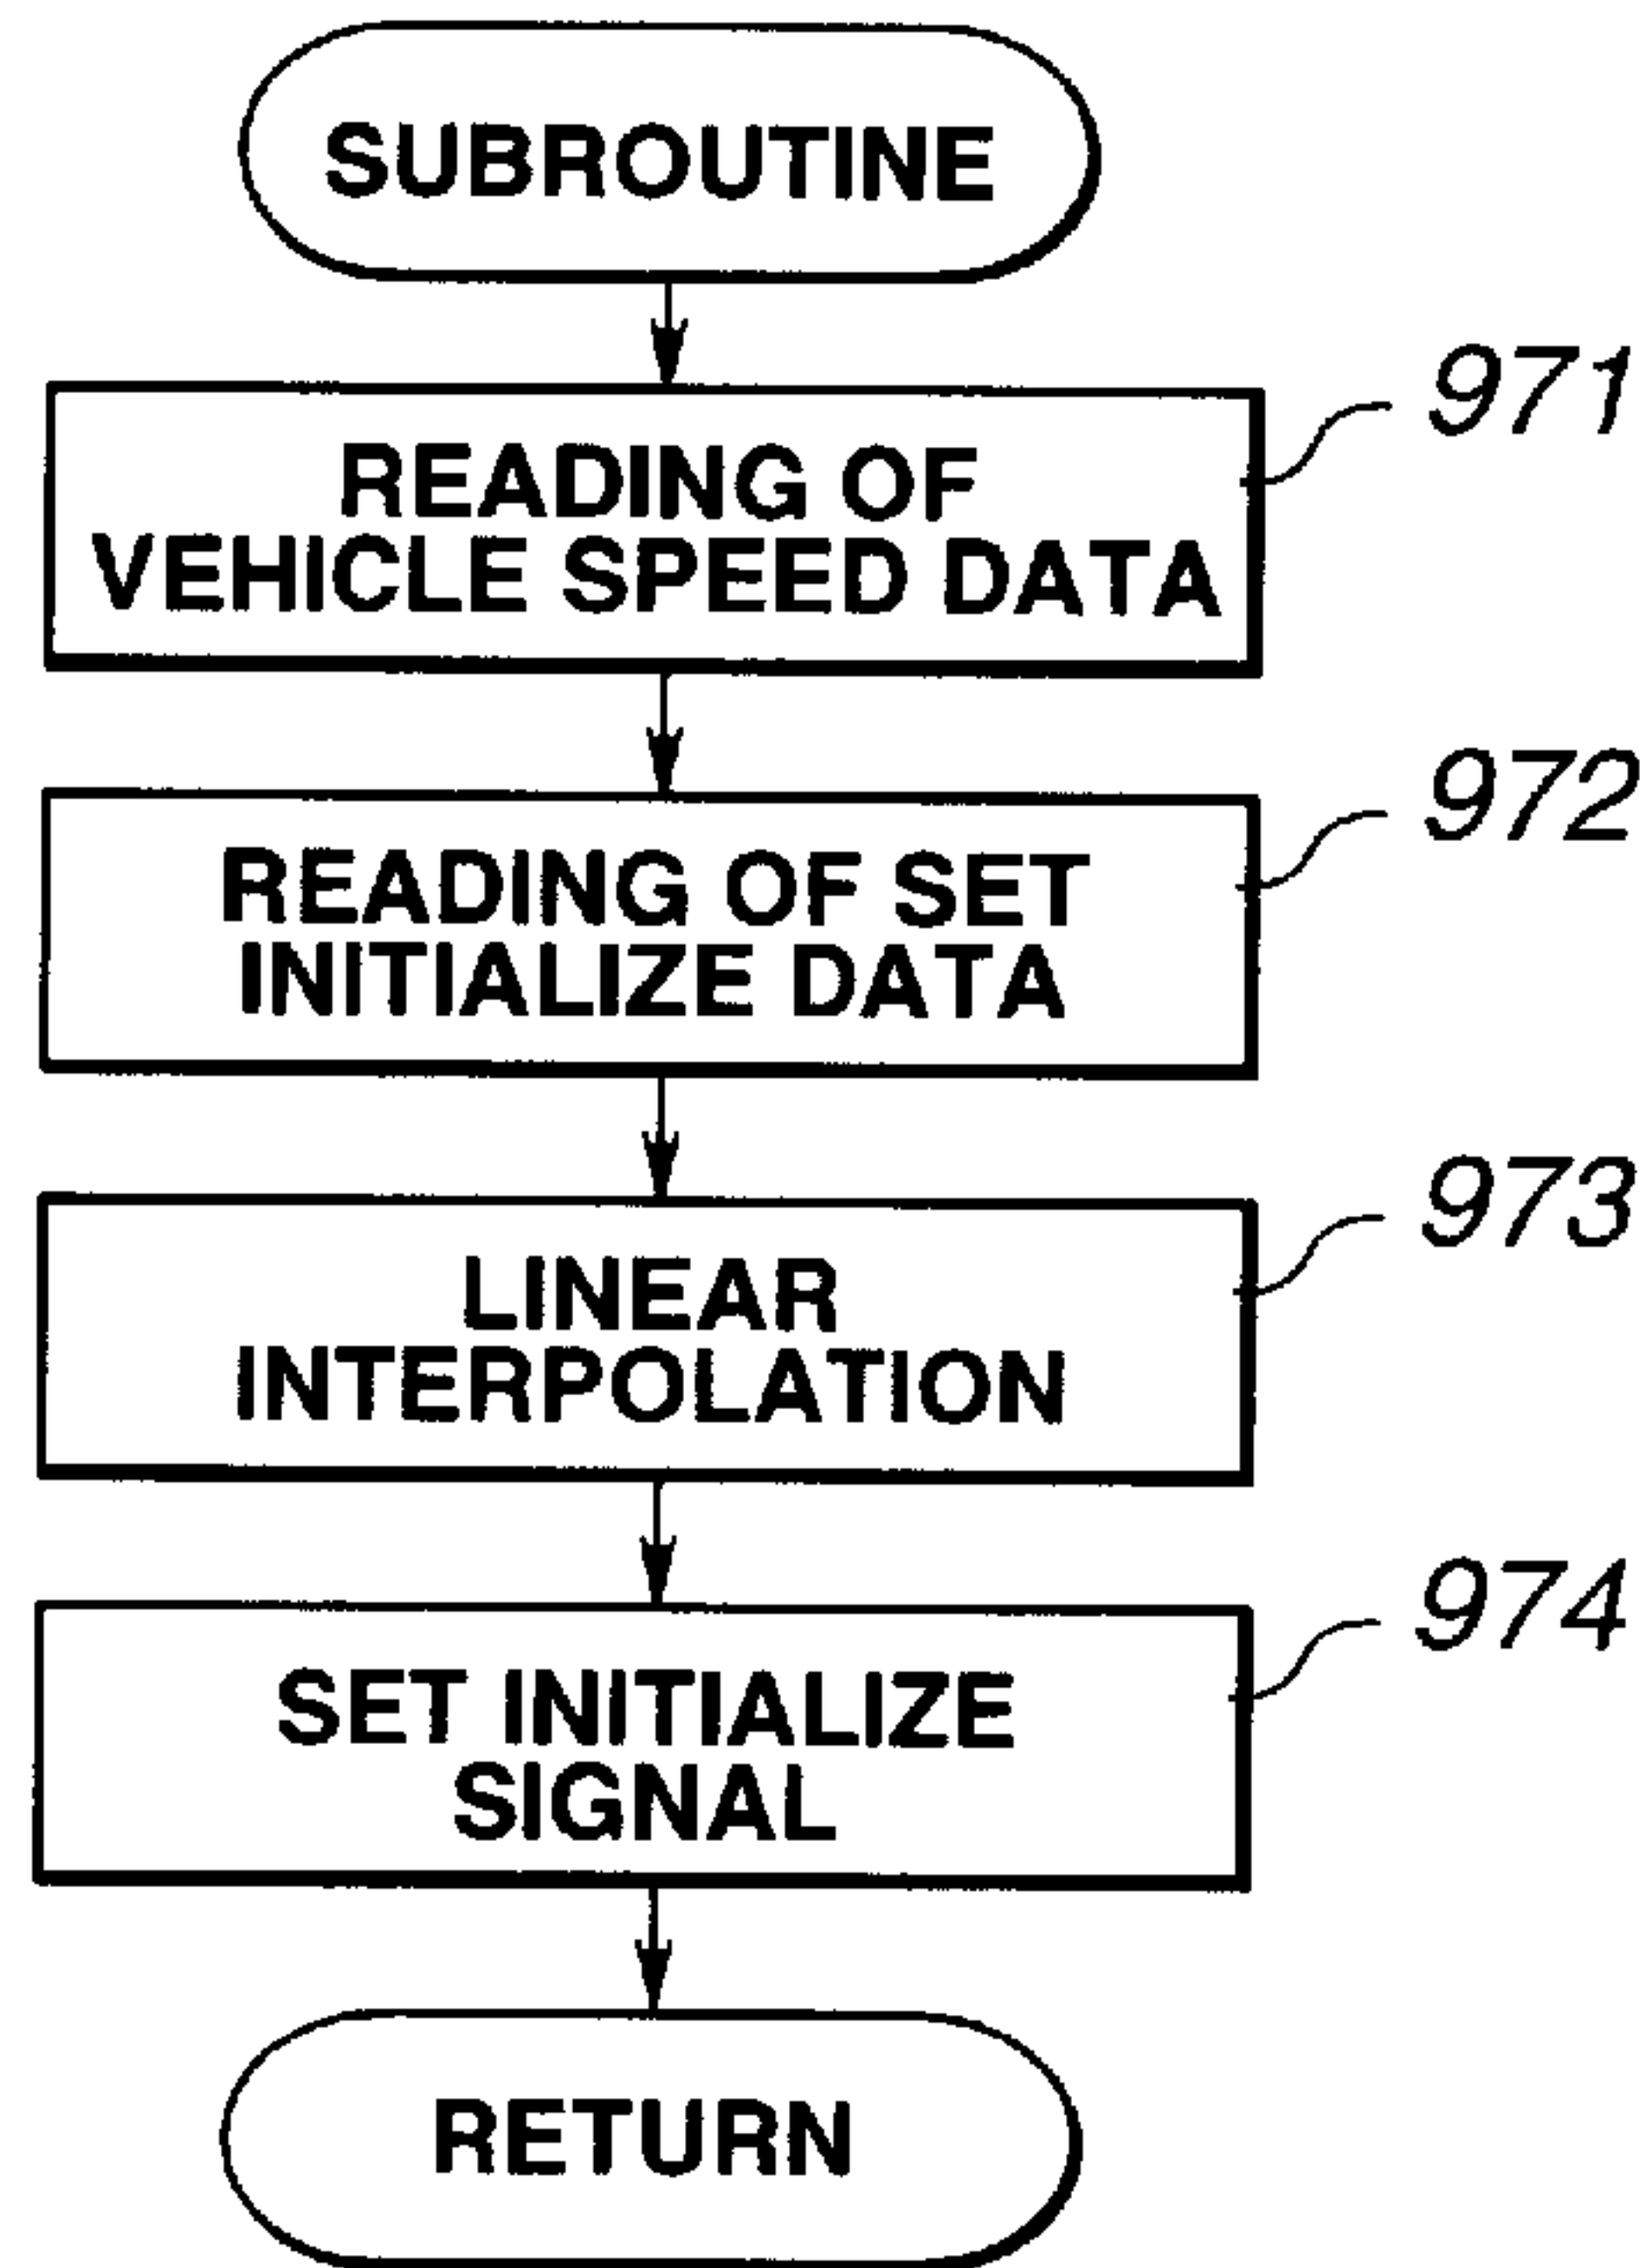 SUBROUTINE
971
READING OF
VEHICLE SPEED DATA
972
READING OF SET
INITIALIZE DATA
973
LINEAR
INTERPOLATION
974
SET INITIALIZE
SIGNAL
RETURN